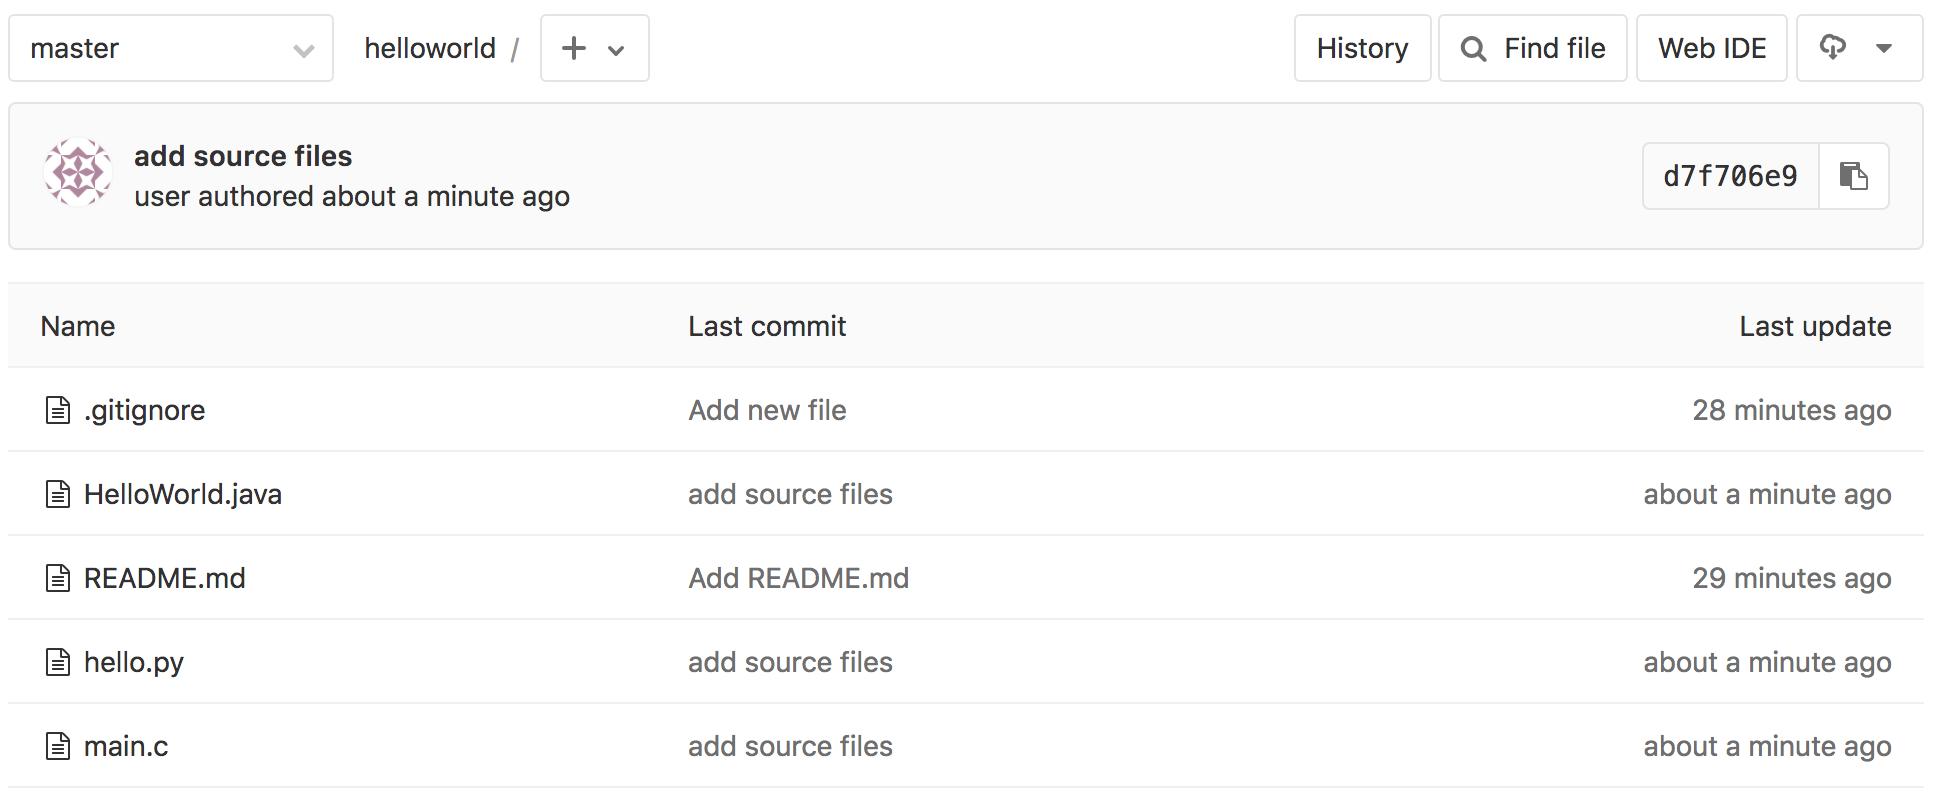 master helloworld / + History Find file Web IDE
add source files
user authored about a minute ago
d7f706e9
Name Last commit Last update
.gitignore Add new file 28 minutes ago
HelloWorld.java add source files about a minute ago
README.md Add README.md 29 minutes ago
hello.py add source files about a minute ago
main.c add source files about a minute ago